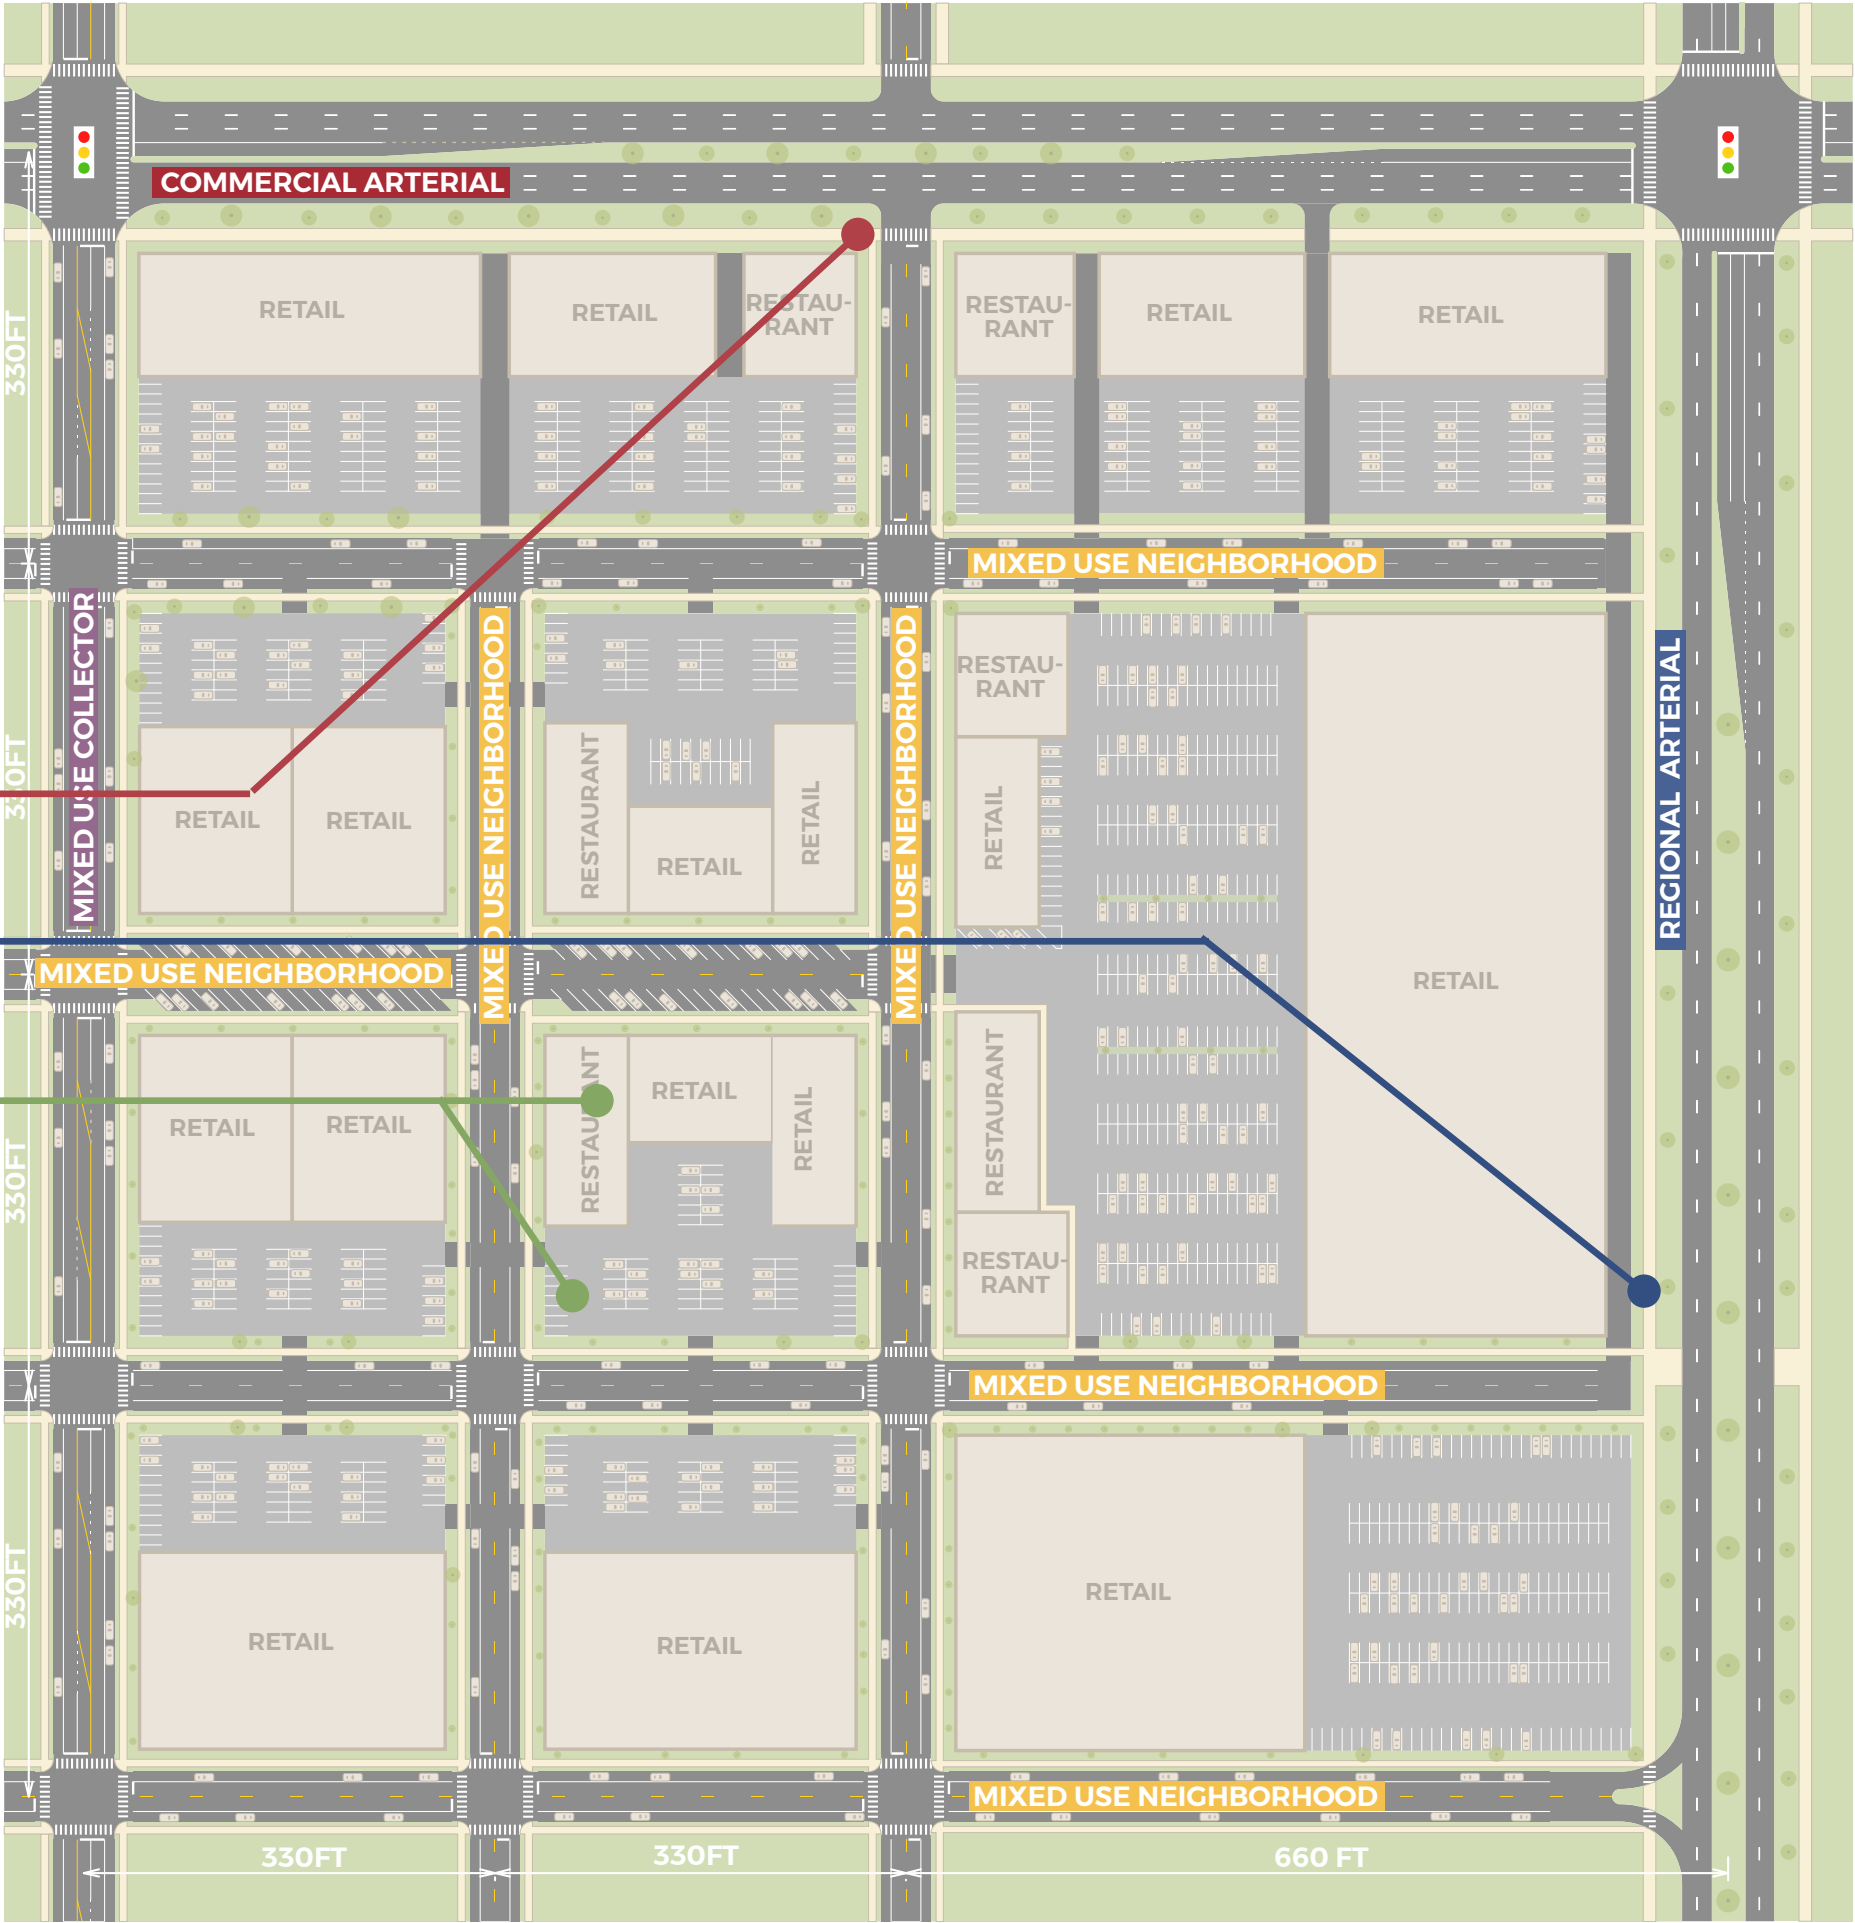 COMMERCIAL ARTERIAL
330FT
RETAIL
RETAIL
RESTAU-
RANT
RESTAU-
RANT
RETAIL
RETAIL
MIXED USE NEIGHBORHOOD
MIXED USE COLLECTOR
MIXED USE NEIGHBORHOOD
MIXED USE NEIGHBORHOOD
REGIONAL ARTERIAL
330FT
RETAIL
RETAIL
RESTAURANT
RETAIL
RETAIL
RESTAU-
RANT
RETAIL
RETAIL
MIXED USE NEIGHBORHOOD
330FT
RETAIL
RETAIL
RESTAURANT
RETAIL
RETAIL
RESTAURANT
RESTAU-
RANT
MIXED USE NEIGHBORHOOD
330FT
RETAIL
RETAIL
RETAIL
MIXED USE NEIGHBORHOOD
330FT
330FT
660 FT